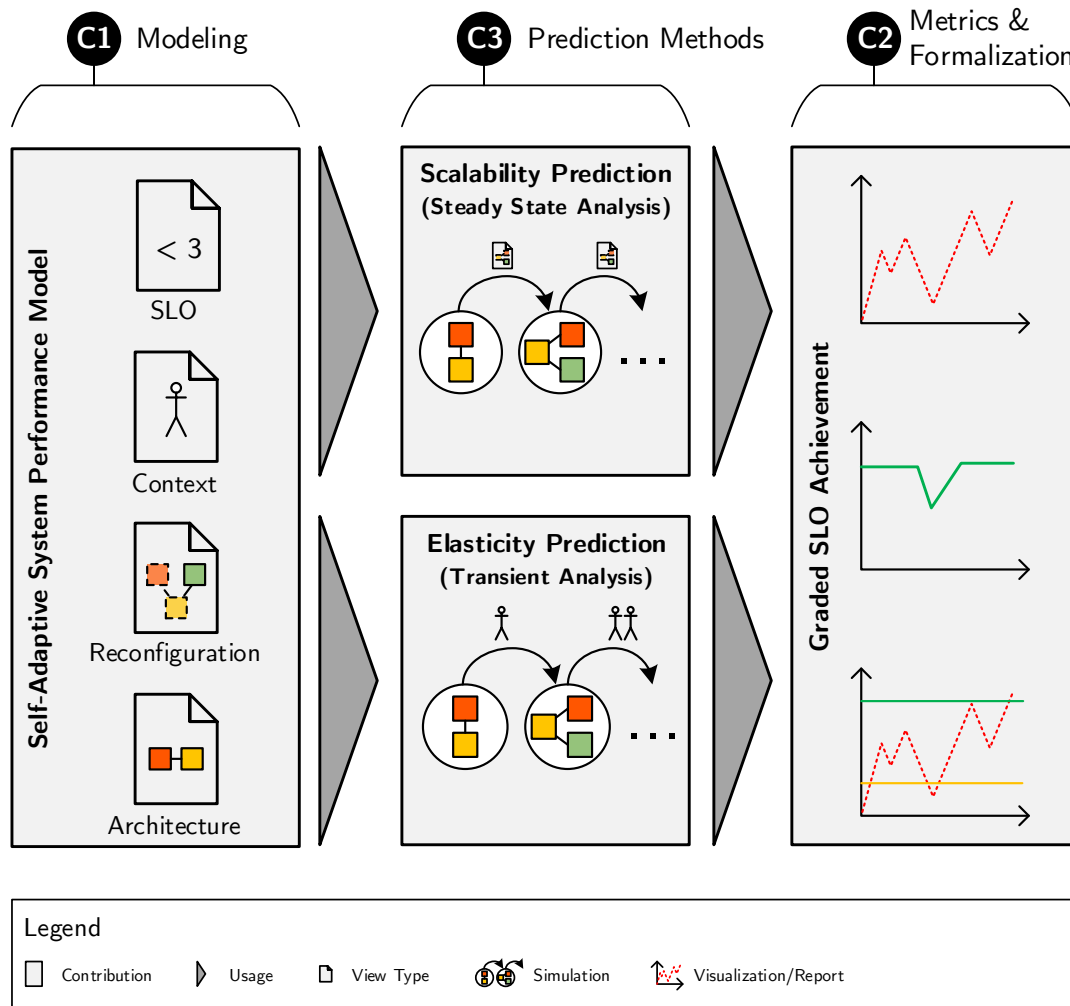 C1 Modeling
C3 Prediction Methods
C2 Metrics &
Formalization
Self-Adaptive System Performance Model
< 3
SLO
Context
Reconfiguration
Architecture
Scalability Prediction
(Steady State Analysis)
. . .
Elasticity Prediction
(Transient Analysis)
. . .
Graded SLO Achievement
Legend
Contribution
Usage
View Type
Simulation
Visualization/Report